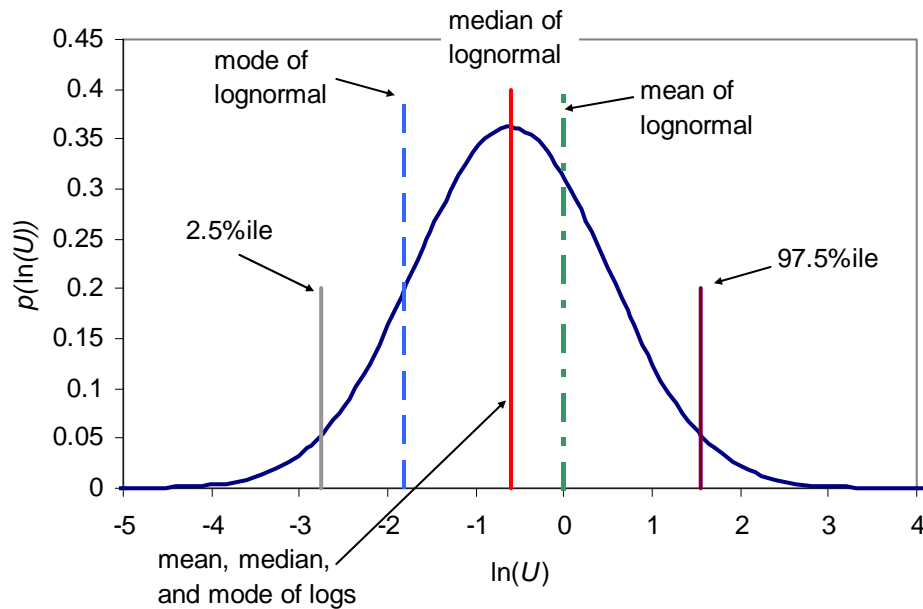 median of
lognormal
mode of
lognormal
mean of
lognormal
2.5%ile
97.5%ile
p(ln(U))
0.45
0.4
0.35
0.3
0.25
0.2
0.15
0.1
0.05
0
-5
-4
-3
-2
-1
0
1
2
3
4
ln(U)
mean, median,
and mode of logs